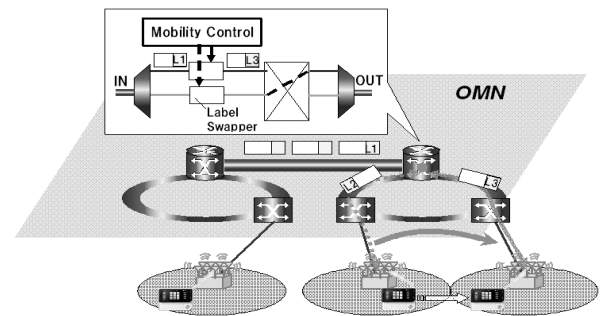 Mobility Control
L1
L3
IN
OUT
Label
Swapper
OMN
L1
L2
L3